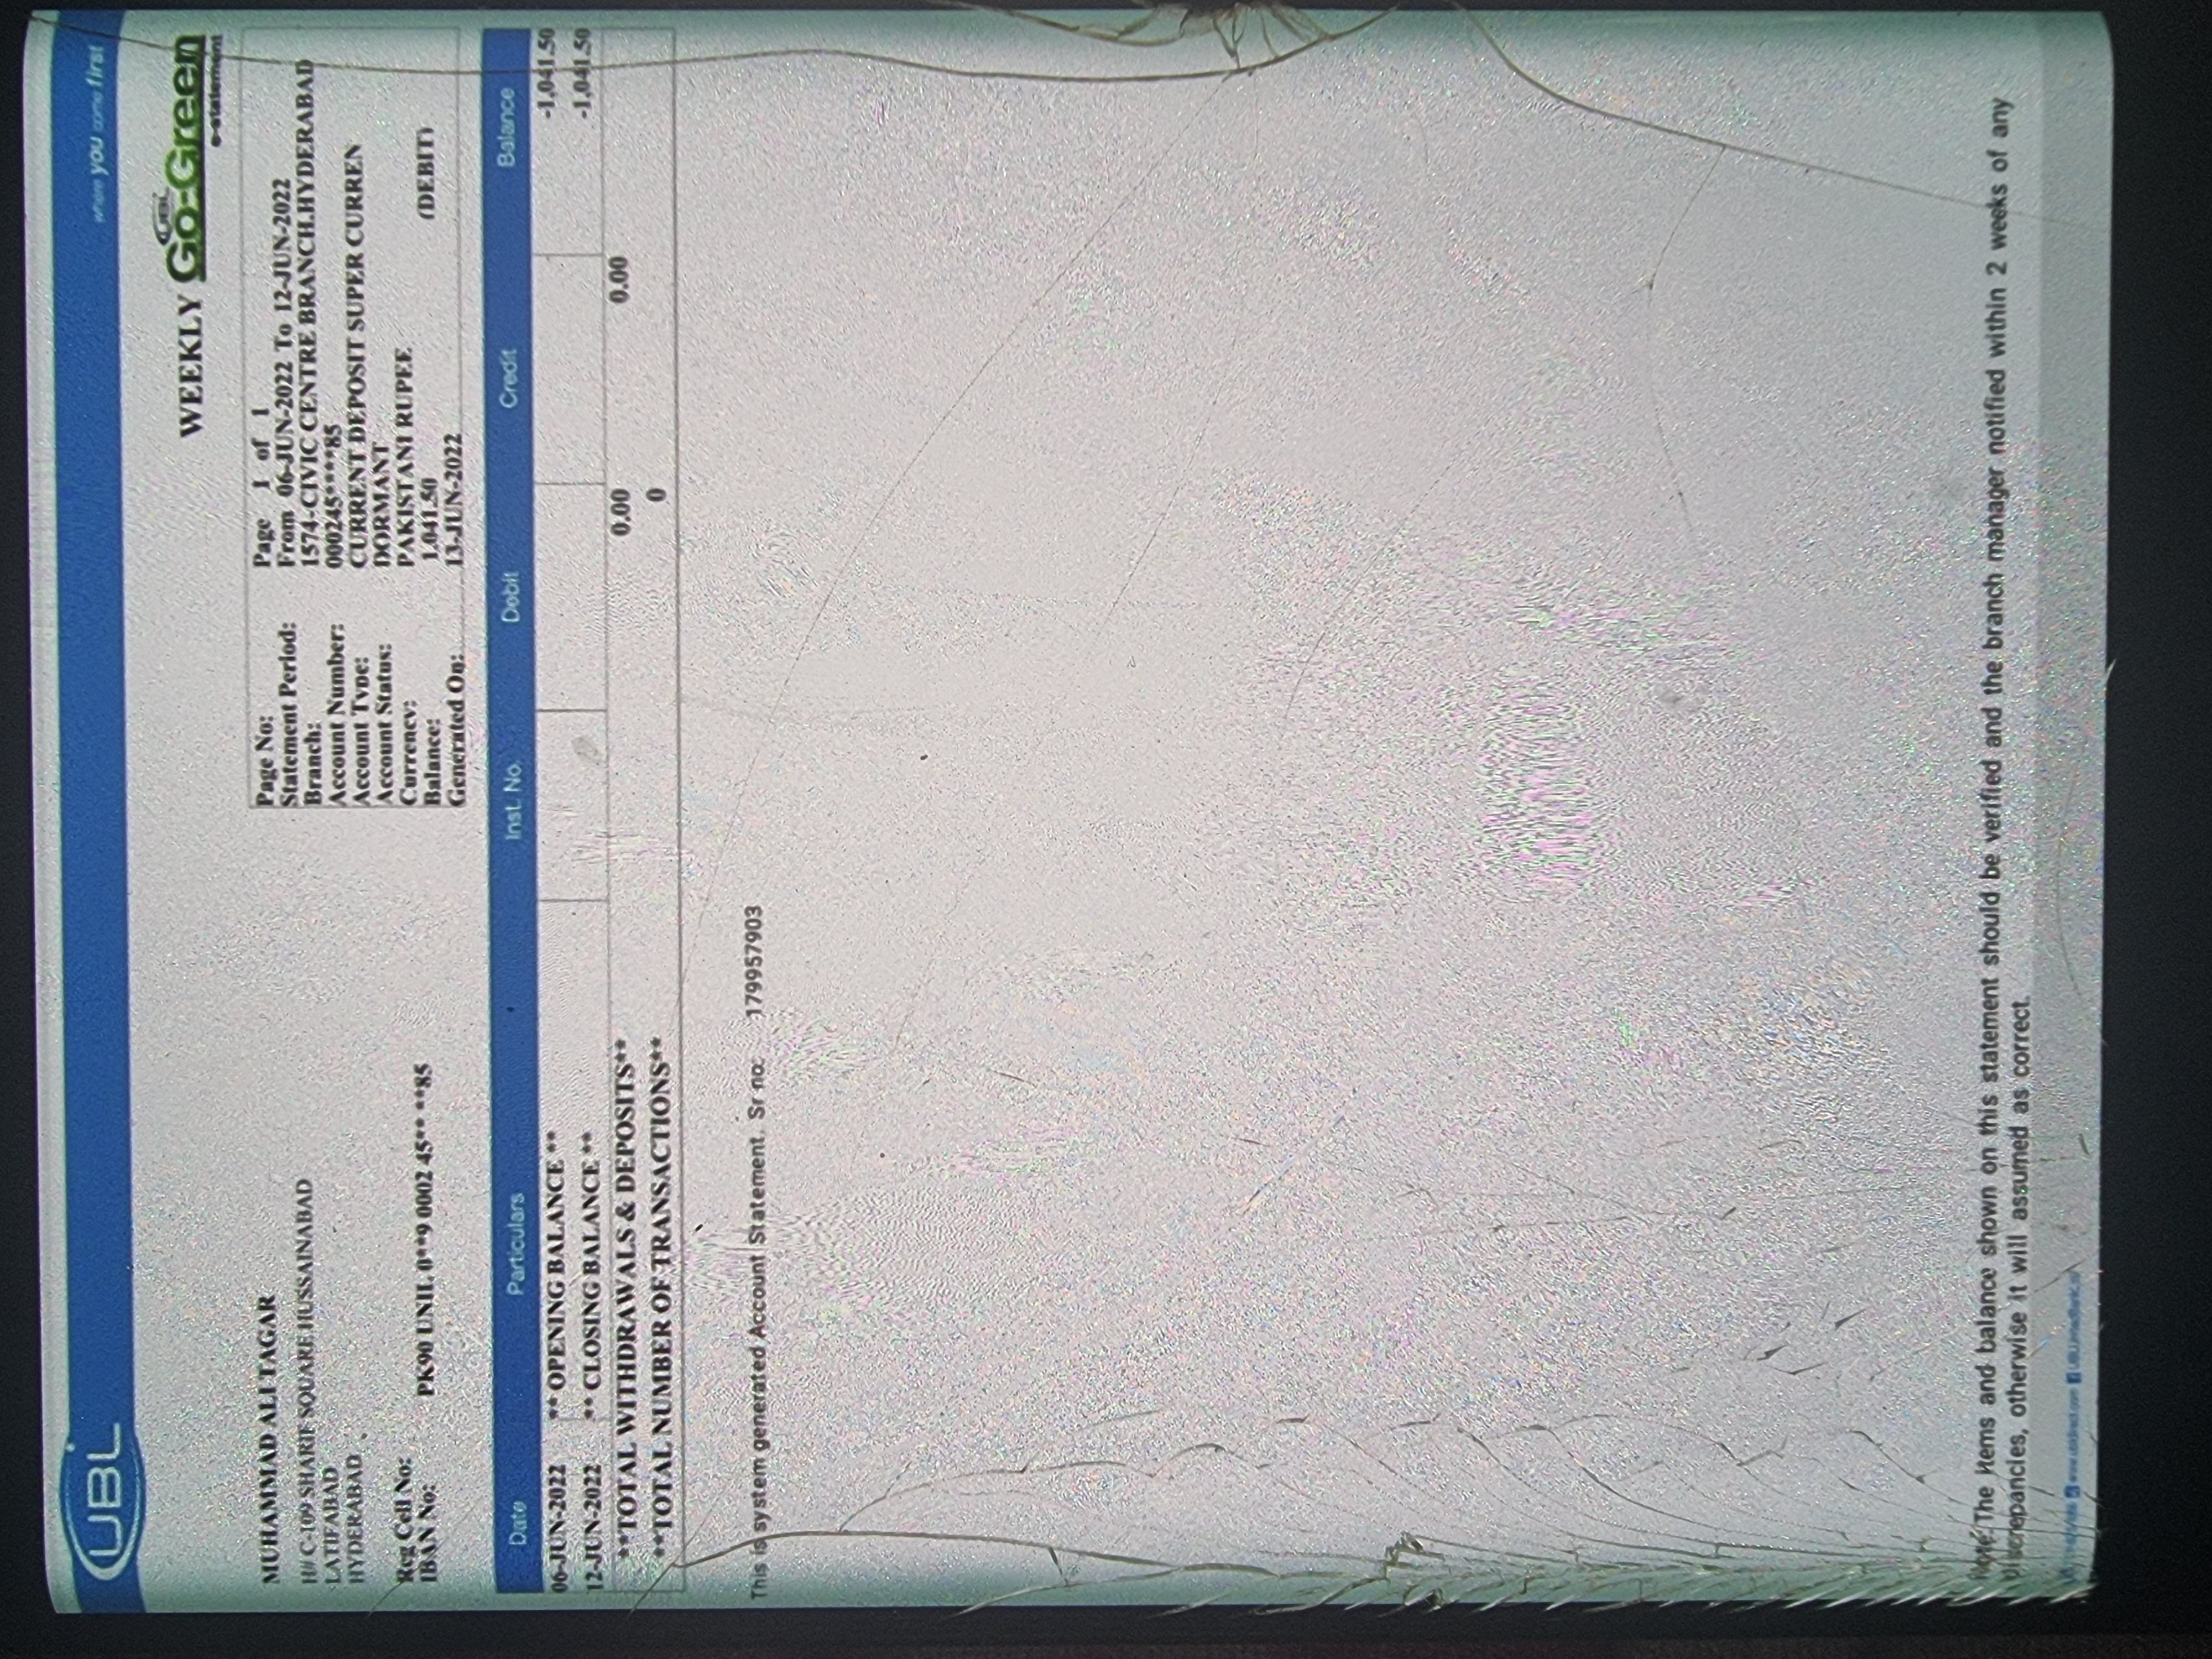 UBL
where you come first
UBL
WEEKLY Go-Green
e-statement
MUHAMMAD ALI TAGAR
H# C-109 SHARIF SQUARE HUSSAINABAD
LATIFABAD
HYDERABAD
Reg Cell No:
IBAN No: PK90 UNIL 0**9 0002 45** **85
Page No: Page 1 of 1
Statement Period: From 06-JUN-2022 To 12-JUN-2022
Branch: 1574-CIVIC CENTRE BRANCH.HYDERABAD
Account Number: 000245****85
Account Type: CURRENT DEPOSIT SUPER CURREN
Account Status: DORMANT
Currency: PAKISTANI RUPEE
Balance: 1,041.50 (DEBIT)
Generated On: 13-JUN-2022
Date Particulars Inst. No. Debit Credit Balance
06-JUN-2022 ** OPENING BALANCE ** -1,041.50
12-JUN-2022 ** CLOSING BALANCE ** -1,041.50
**TOTAL WITHDRAWALS & DEPOSITS** 0.00 0.00
**TOTAL NUMBER OF TRANSACTIONS** 0
This is system generated Account Statement. Sr no: 179957903
Note: The items and balance shown on this statement should be verified and the branch manager notified within 2 weeks of any
discrepancies, otherwise it will assumed as correct.
www.ubldirect.com